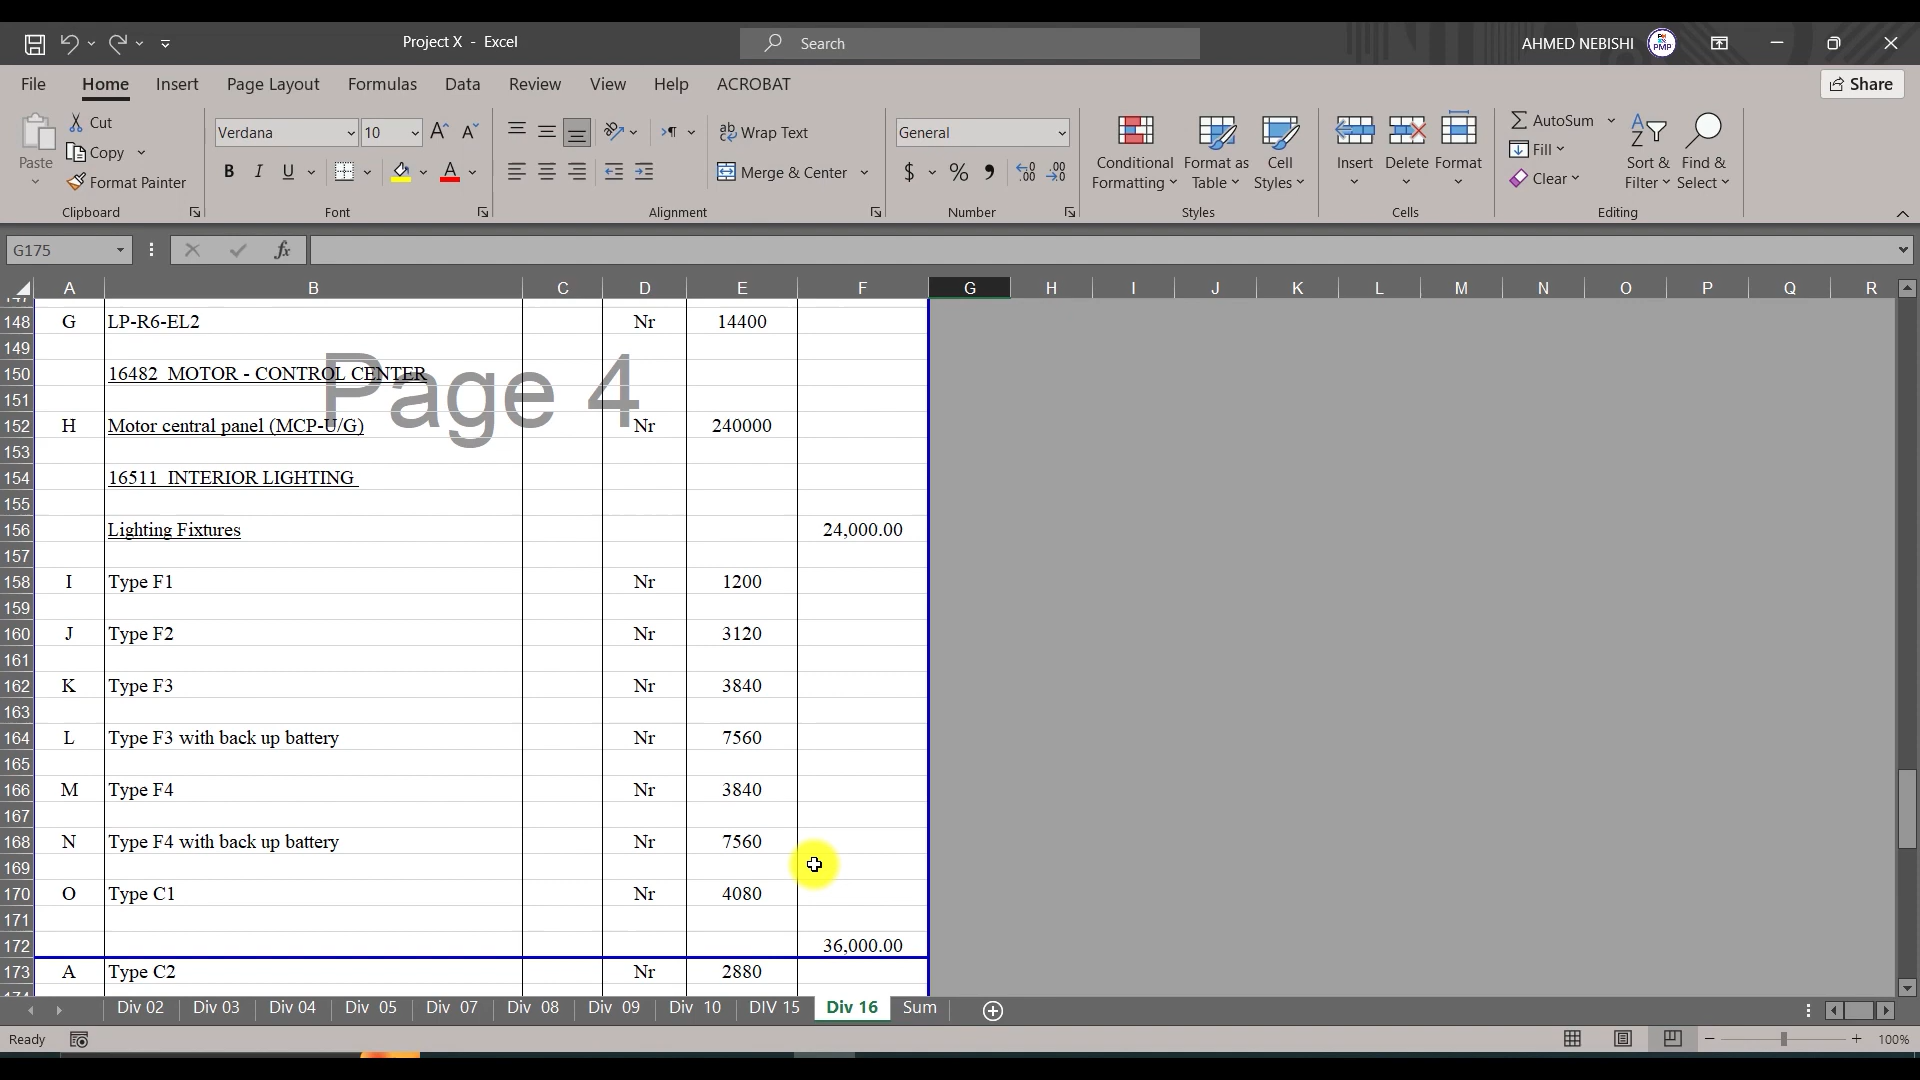 Project X - Excel
Search
AHMED NEBISHI
PM
PMP
File Home Insert Page Layout Formulas Data Review View Help ACROBAT
Share
Paste
Cut
Copy
Format Painter
Clipboard
Verdana 10
B I U
Font
Wrap Text
Merge & Center
Alignment
General
$ % 
Number
Conditional Formatting
Format as Table
Cell Styles
Styles
Insert
Delete
Format
Cells
AutoSum
Fill
Clear
Sort & Filter
Find & Select
Editing
G175
fx
A B C D E F G H I J K L M N O P Q R
147
148 G LP-R6-EL2 Nr 14400
149
Page 4
150 16482 MOTOR - CONTROL CENTER
151
152 H Motor central panel (MCP-U/G) Nr 240000
153
154 16511 INTERIOR LIGHTING
155
156 Lighting Fixtures 24,000.00
157
158 I Type F1 Nr 1200
159
160 J Type F2 Nr 3120
161
162 K Type F3 Nr 3840
163
164 L Type F3 with back up battery Nr 7560
165
166 M Type F4 Nr 3840
167
168 N Type F4 with back up battery Nr 7560
169
170 O Type C1 Nr 4080
171
172 36,000.00
173 A Type C2 Nr 2880
174
Div 02 Div 03 Div 04 Div 05 Div 07 Div 08 Div 09 Div 10 DIV 15 Div 16 Sum
Ready
100%